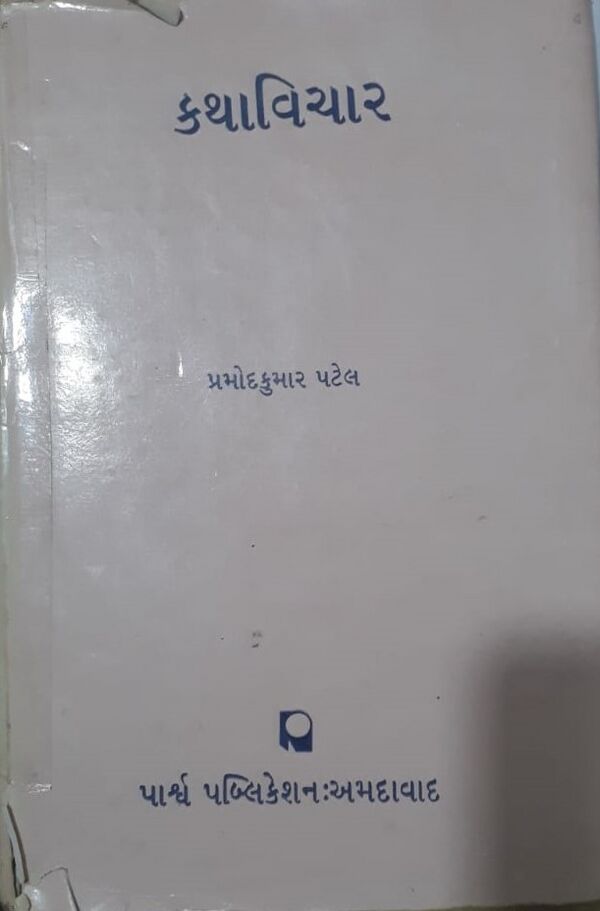 કથાવિચાર
પ્રમોદકુમાર પટેલ
પાર્શ્વ પબ્લિકેશન:અમદાવાદ